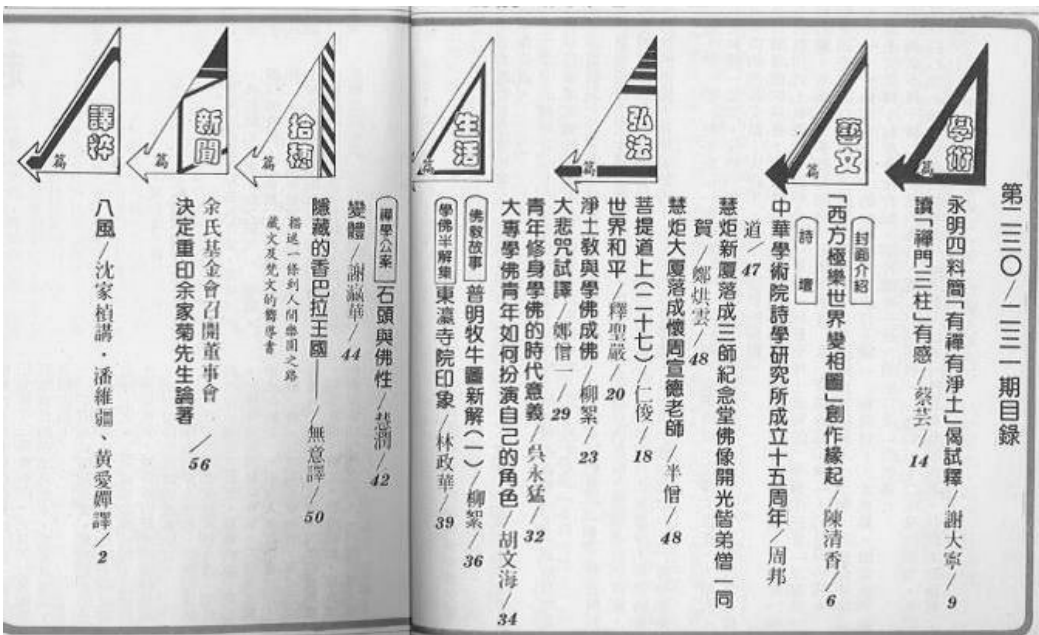 第二三〇/二三一期目錄
學術篇
永明四料簡「有禪有淨土」偈試釋/謝大寧/9
讀「禪門三柱」有感/蔡芸/14
藝文篇
封面介紹
「西方極樂世界變相圖」創作緣起/陳清香/6
詩壇
中華學術院詩學研究所成立十五周年/周邦
道/47
慧炬新廈落成三師紀念堂佛像開光偕弟僧一同
賀/鄭烘雲/48
慧炬大廈落成懷周宣德老師/半僧/48
弘法篇
菩提道上(二十七)/仁俊/18
世界和平/釋聖嚴/20
淨土教與學佛成佛/柳絮/23
大悲咒試譯/鄭僧一/29
青年修身學佛的時代意義/吳永猛/32
大專學佛青年如何扮演自己的角色/胡文海/34
生活篇
佛教故事 普明牧牛圖新解(一)/柳絮/36
學佛半解集 東瀛寺院印象/林政華/39
拾穗篇
禪學公案 石頭與佛性/慧潤/42
變體/謝瀛華/44
隱藏的香巴拉王國——/無意譯/50
描述一條到人間樂園之路
藏文及梵文的嚮導書
新聞篇
余氏基金會召開董事會
決定重印余家菊先生論著/56
譯粹篇
八風/沈家楨講・潘維疆、黃愛嬋譯/2